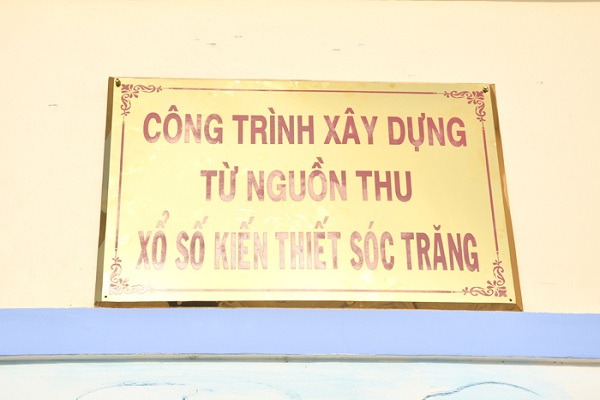 CÔNG TRÌNH XÂY DỰNG
TỪ NGUỒN THU
XỔ SỐ KIẾN THIẾT SÓC TRĂNG